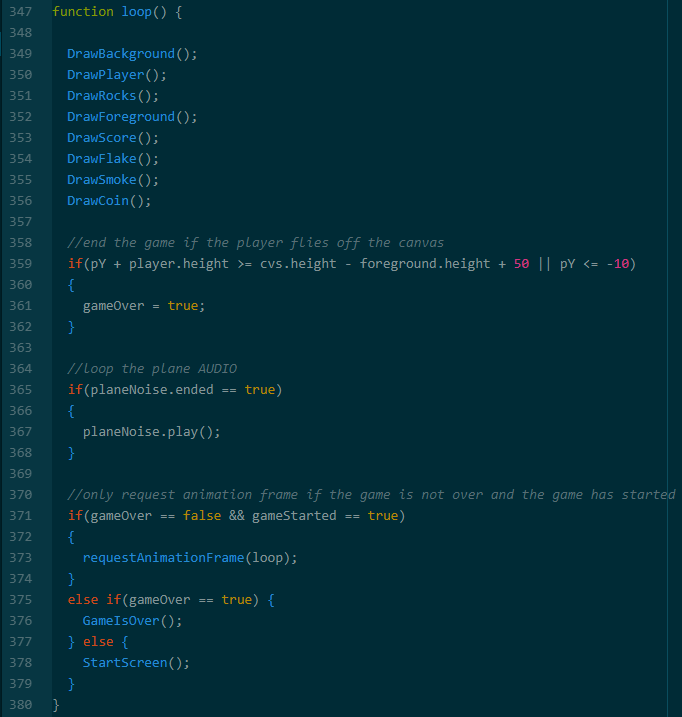 347 function loop() {
348
349   DrawBackground();
350   DrawPlayer();
351   DrawRocks();
352   DrawForeground();
353   DrawScore();
354   DrawFlake();
355   DrawSmoke();
356   DrawCoin();
357
358   //end the game if the player flies off the canvas
359   if(pY + player.height >= cvs.height - foreground.height + 50 || pY <= -10)
360   {
361     gameOver = true;
362   }
363
364   //loop the plane AUDIO
365   if(planeNoise.ended == true)
366   {
367     planeNoise.play();
368   }
369
370   //only request animation frame if the game is not over and the game has started
371   if(gameOver == false && gameStarted == true)
372   {
373     requestAnimationFrame(loop);
374   }
375   else if(gameOver == true) {
376     GameIsOver();
377   } else {
378     StartScreen();
379   }
380 }